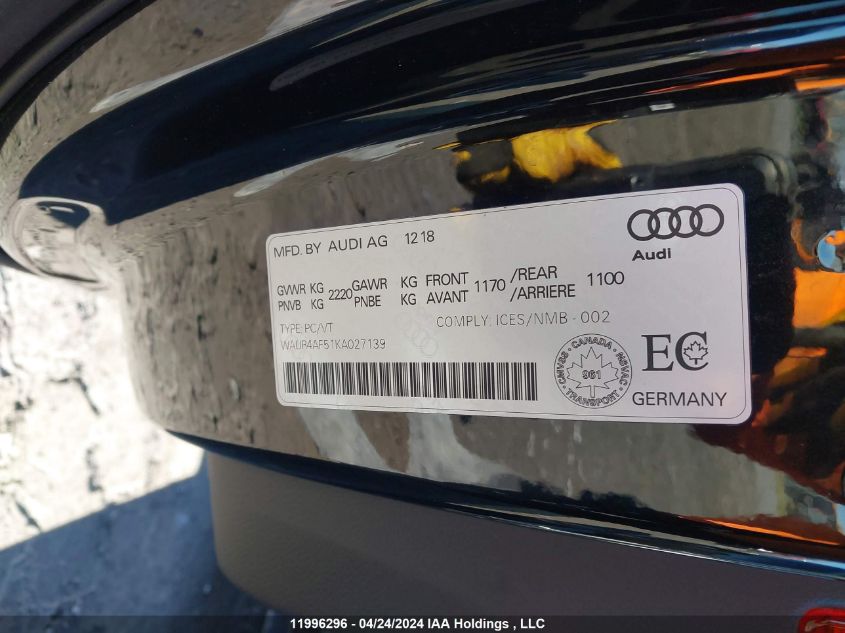 MFD. BY AUDI AG 12 18
Audi
GVWR KG 2220 GAWR KG FRONT 1170 /REAR 1100
PNVB KG PNBE KG AVANT /ARRIERE
TYPE: PC/VT COMPLY: ICES/NMB - 002
WAUR4AF51KA027139
CANADA
CMVSS NSVAC
961
TRANSPORT
EC
GERMANY
11996296 - 04/24/2024 IAA Holdings , LLC